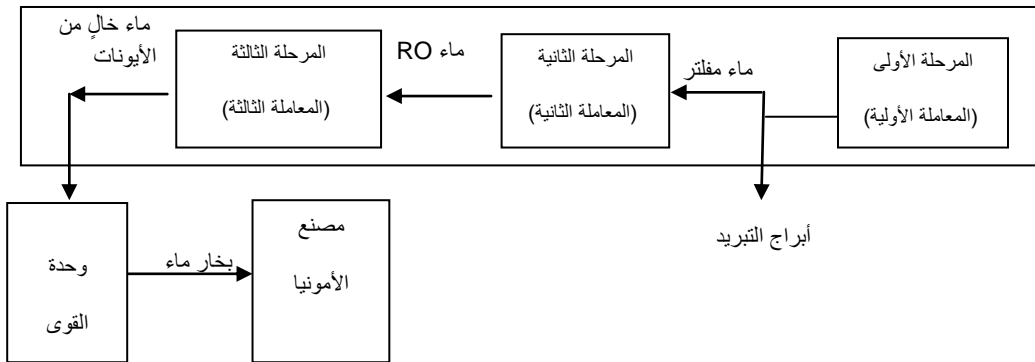 المرحلة الأولى
(المعاملة الأولية)
ماء مفلتر
المرحلة الثانية
(المعاملة الثانية)
ماء RO
المرحلة الثالثة
(المعاملة الثالثة)
ماء خالٍ من
الأيونات
أبراج التبريد
مصنع
الأمونيا
بخار ماء
وحدة
القوى